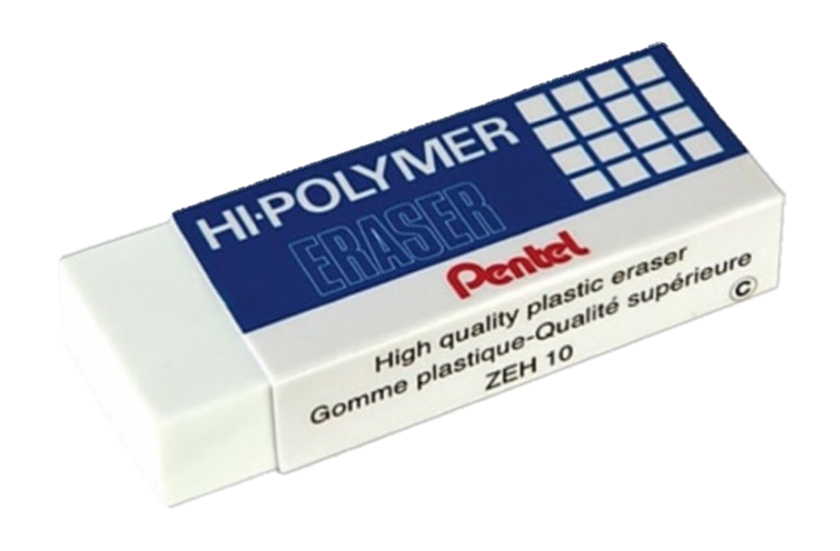 HI-POLYMER
ERASER
Pentel
High quality plastic eraser
Gomme plastique-Qualité supérieure
ZEH 10
©